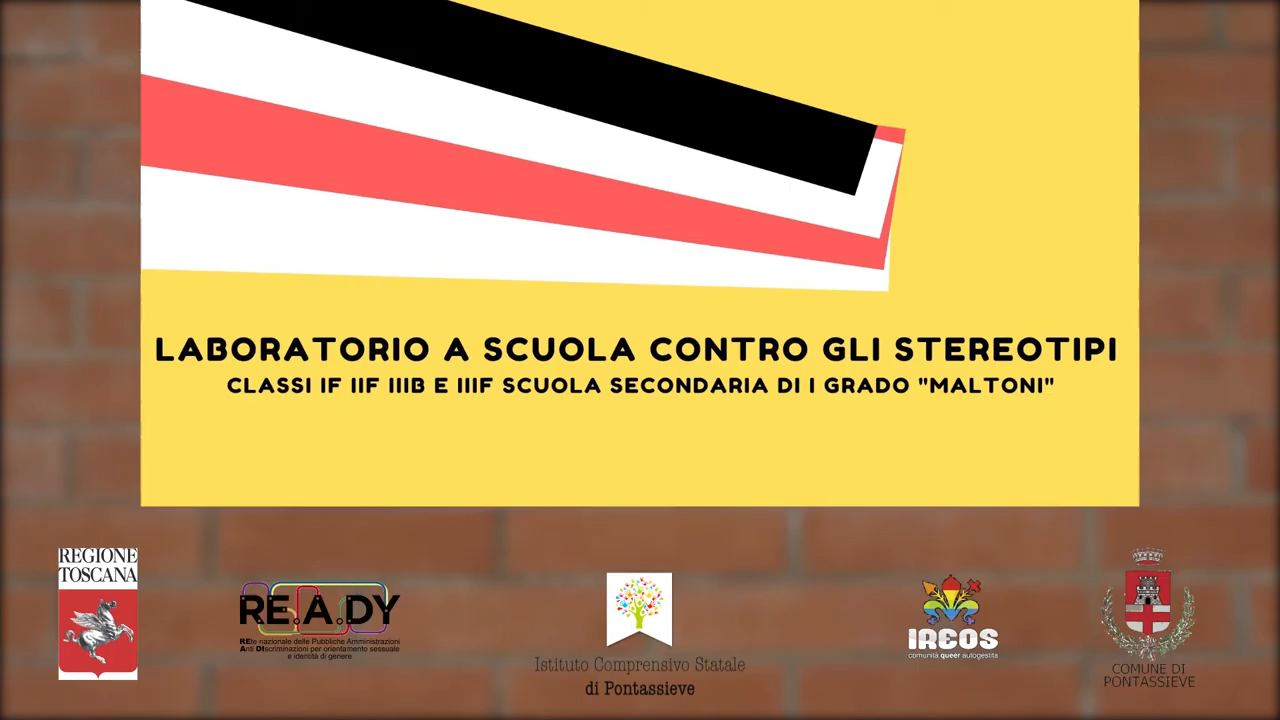 LABORATORIO A SCUOLA CONTRO GLI STEREOTIPI
CLASSI IF IIF IIIB E IIIF SCUOLA SECONDARIA DI I GRADO "MALTONI"
REGIONE
TOSCANA
RE.A.DY
REte nazionale delle Pubbliche Amministrazioni
Anti DIscriminazioni per orientamento sessuale
e identità di genere
Istituto Comprensivo Statale
di Pontassieve
IREOS
comunità queer autogestita
COMUNE DI
PONTASSIEVE